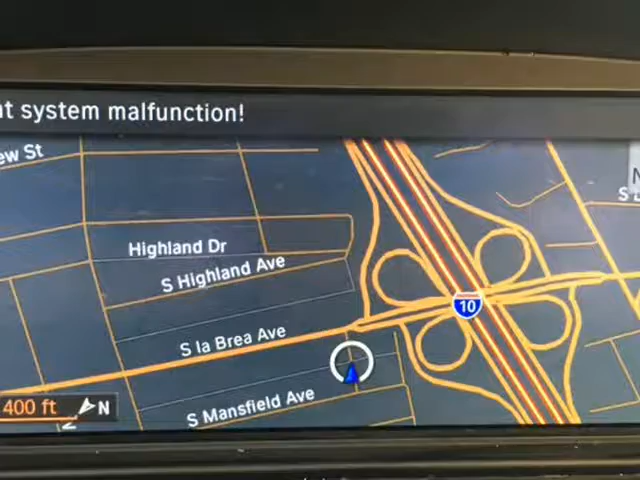 t system malfunction!
ew St
Highland Dr
S Highland Ave
S la Brea Ave
S Mansfield Ave
10
400 ft
N
N
S L